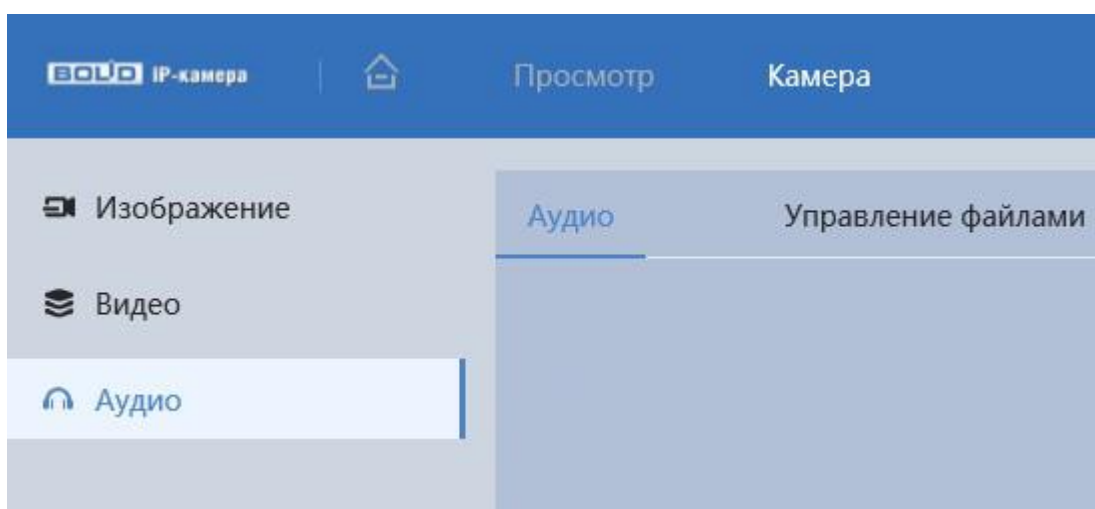 BOLID IP-камера Просмотр Камера
Изображение
Аудио Управление файлами
Видео
Аудио